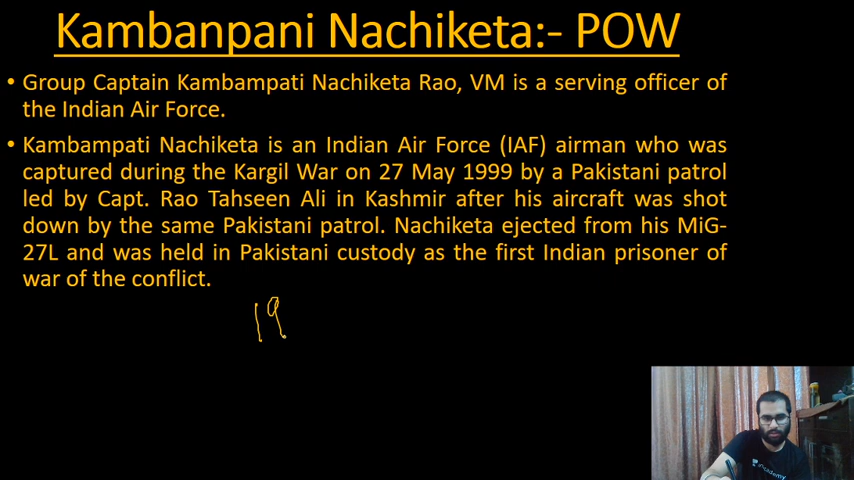 Kambanpani Nachiketa:- POW
• Group Captain Kambampati Nachiketa Rao, VM is a serving officer of
the Indian Air Force.
• Kambampati Nachiketa is an Indian Air Force (IAF) airman who was
captured during the Kargil War on 27 May 1999 by a Pakistani patrol
led by Capt. Rao Tahseen Ali in Kashmir after his aircraft was shot
down by the same Pakistani patrol. Nachiketa ejected from his MiG-
27L and was held in Pakistani custody as the first Indian prisoner of
war of the conflict.
19